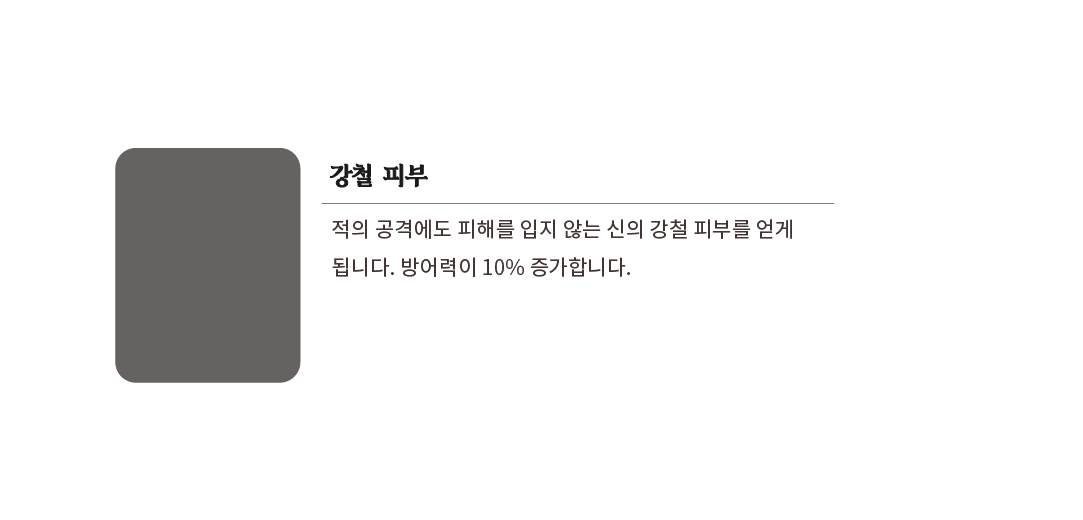 강철 피부
적의 공격에도 피해를 입지 않는 신의 강철 피부를 얻게
됩니다. 방어력이 10% 증가합니다.